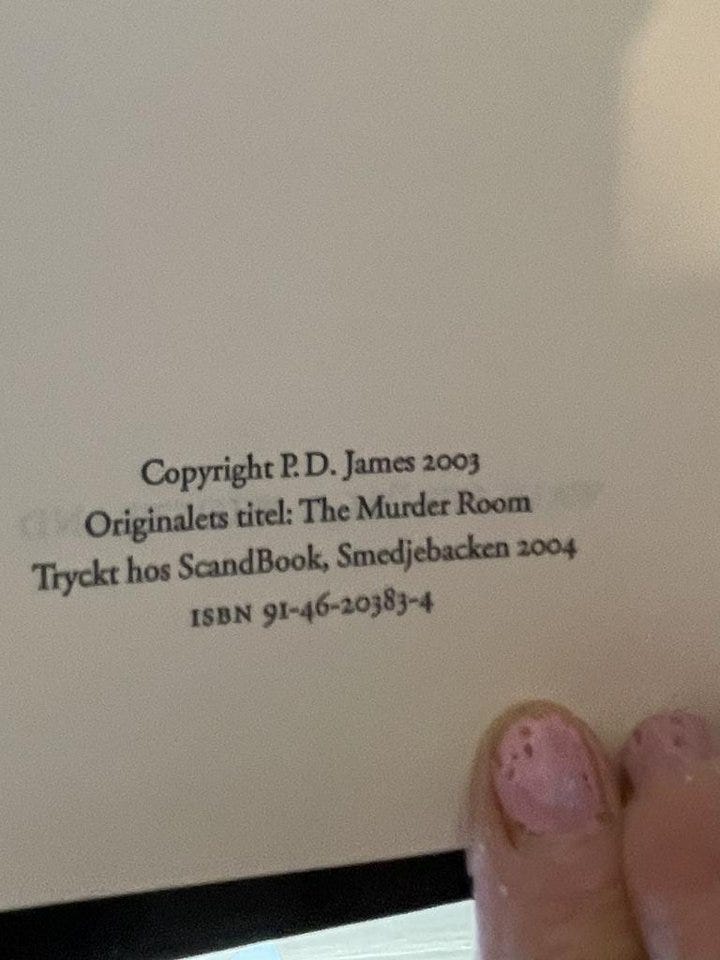 Copyright P. D. James 2003
Originalets titel: The Murder Room
Tryckt hos ScandBook, Smedjebacken 2004
ISBN 91-46-20383-4